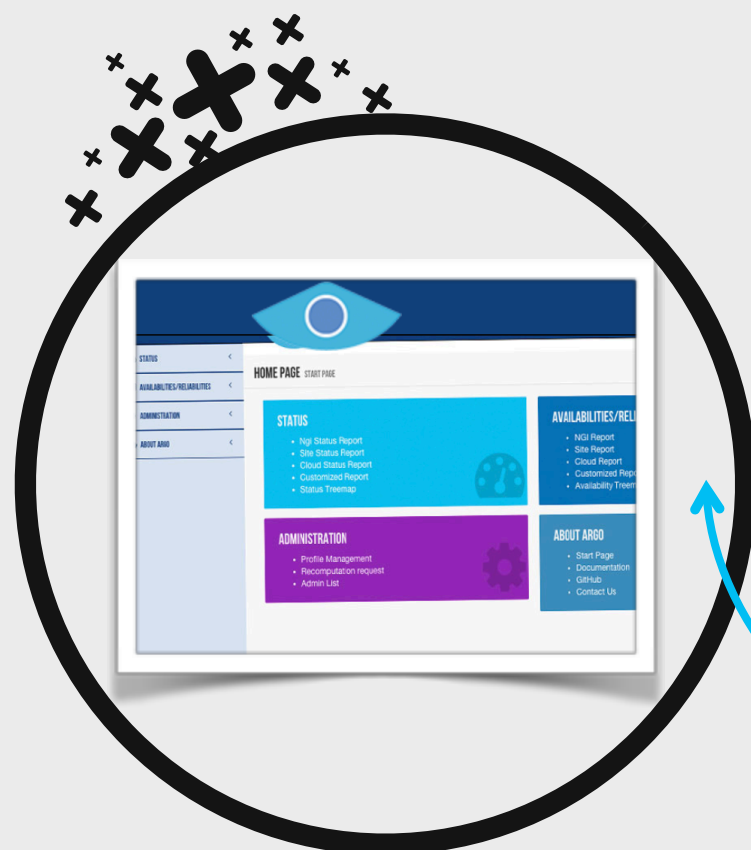 STATUS
AVAILABILITIES/RELIABILITIES
ADMINISTRATION
ABOUT ARGO
HOME PAGE START PAGE
STATUS
Ngi Status Report
Site Status Report
Cloud Status Report
Customized Report
Status Treemap
AVAILABILITIES/RELI
NGI Report
Site Report
Cloud Report
Customized Repo
Availability Treem
ADMINISTRATION
Profile Management
Recomputation request
Admin List
ABOUT ARGO
Start Page
Documentation
GitHub
Contact Us